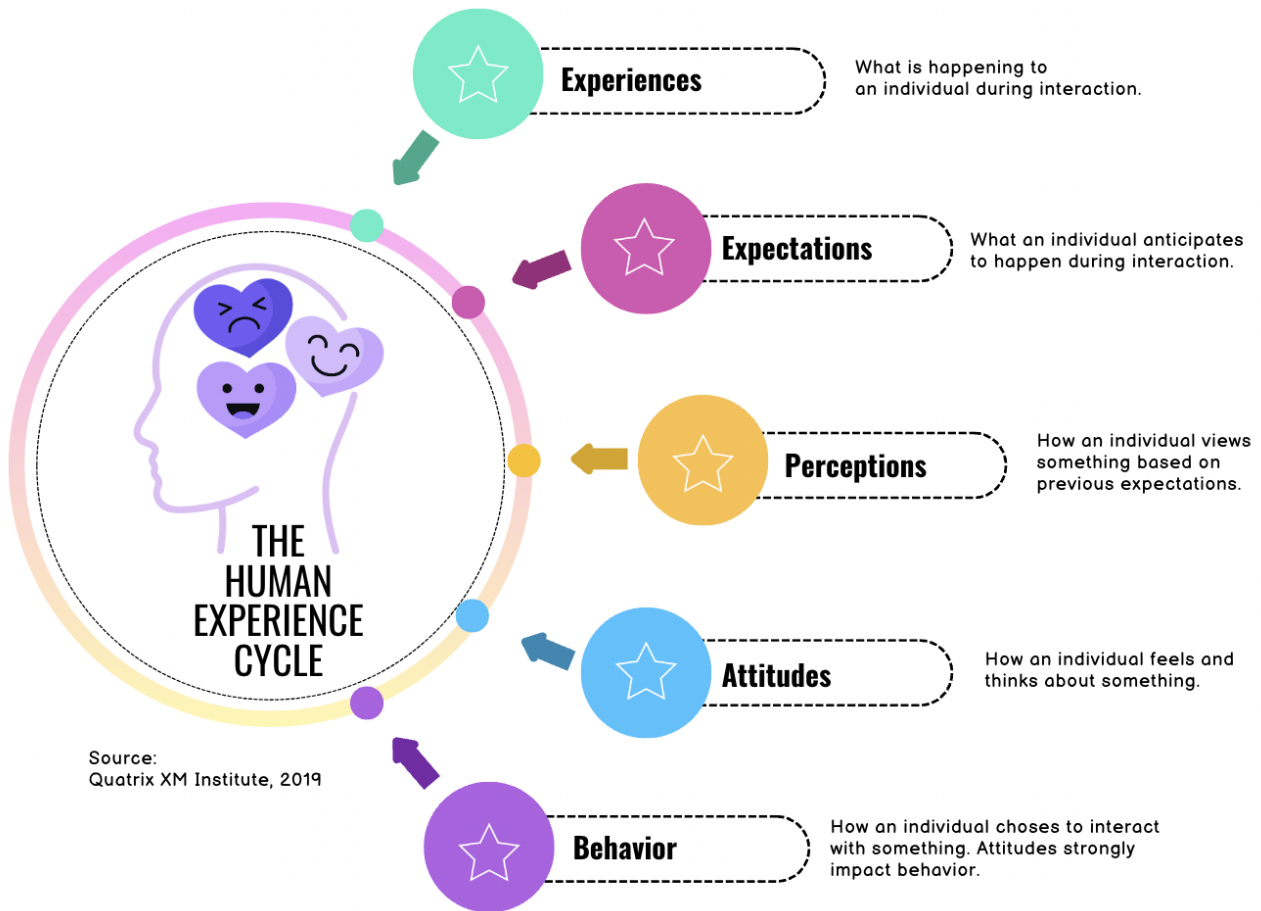 Experiences
What is happening to
an individual during interaction.
Expectations
What an individual anticipates
to happen during interaction.
Perceptions
How an individual views
something based on
previous expectations.
THE
HUMAN
EXPERIENCE
CYCLE
Attitudes
How an individual feels and
thinks about something.
Source:
Quatrix XM Institute, 2019
Behavior
How an individual choses to interact
with something. Attitudes strongly
impact behavior.